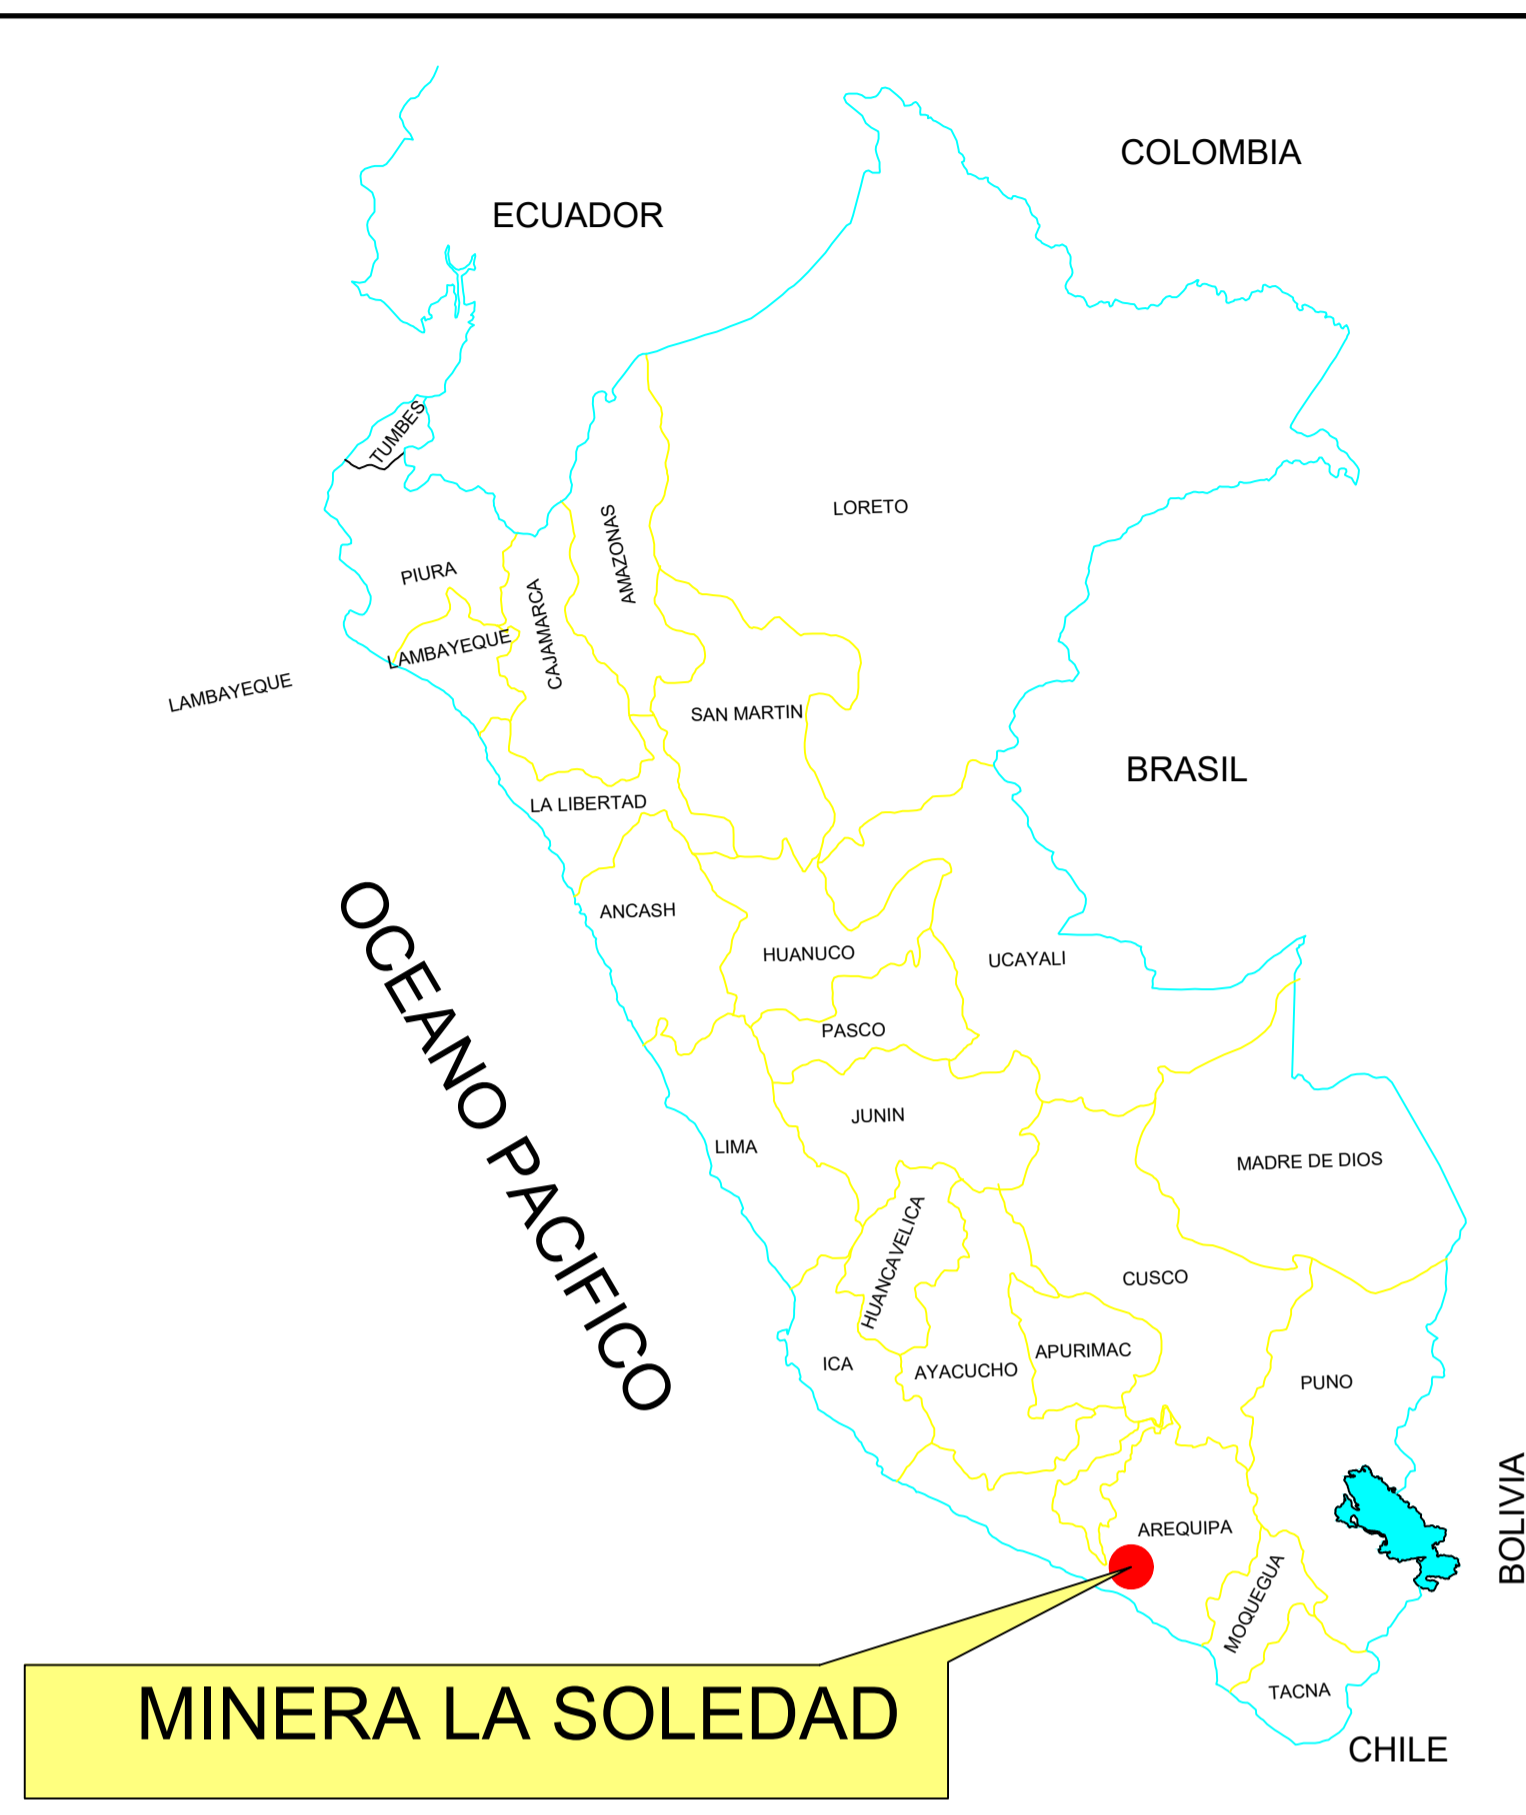 COLOMBIA
ECUADOR
TUMBES
LORETO
AMAZONAS
PIURA
CAJAMARCA
LAMBAYEQUE
LAMBAYEQUE
SAN MARTIN
BRASIL
LA LIBERTAD
ANCASH
HUANUCO
UCAYALI
OCEANO PACIFICO
PASCO
JUNIN
LIMA
MADRE DE DIOS
HUANCAVELICA
CUSCO
ICA
AYACUCHO
APURIMAC
PUNO
BOLIVIA
AREQUIPA
MOQUEGUA
TACNA
MINERA LA SOLEDAD
CHILE